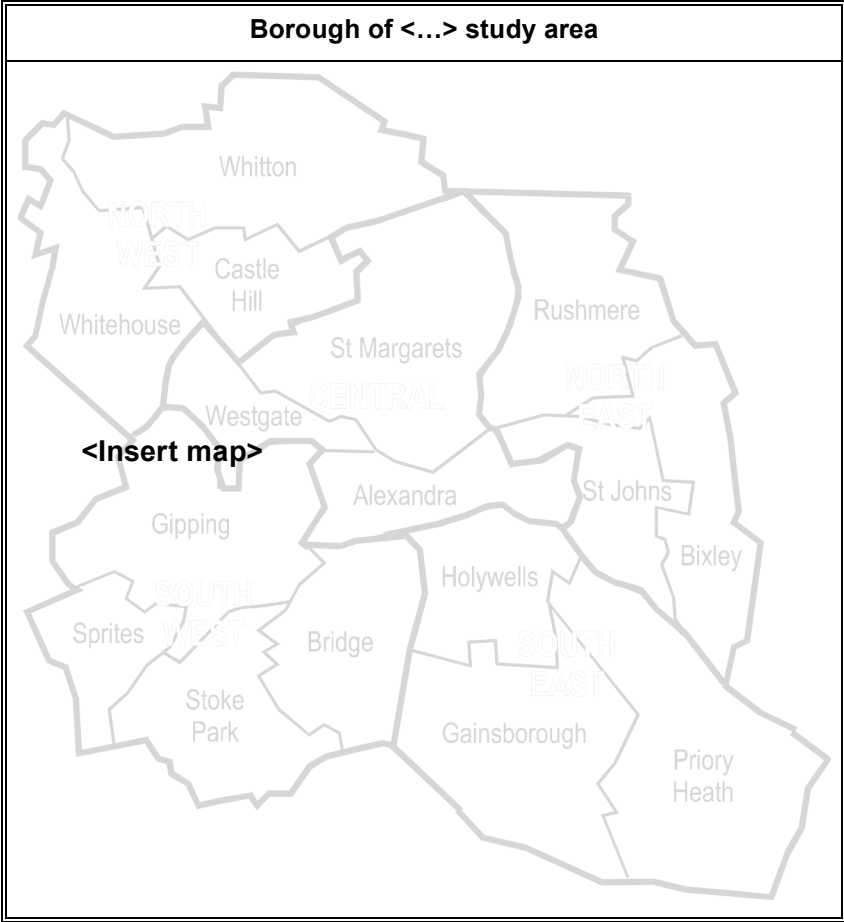 Borough of <...> study area
Whitton
NORTH
WEST
Castle
Hill
Rushmere
Whitehouse
St Margarets
NORTH
EAST
CENTRAL
Westgate
<Insert map>
Alexandra
St Johns
Gipping
Bixley
Holywells
SOUTH
WEST
Sprites
Bridge
SOUTH
EAST
Stoke
Park
Gainsborough
Priory
Heath